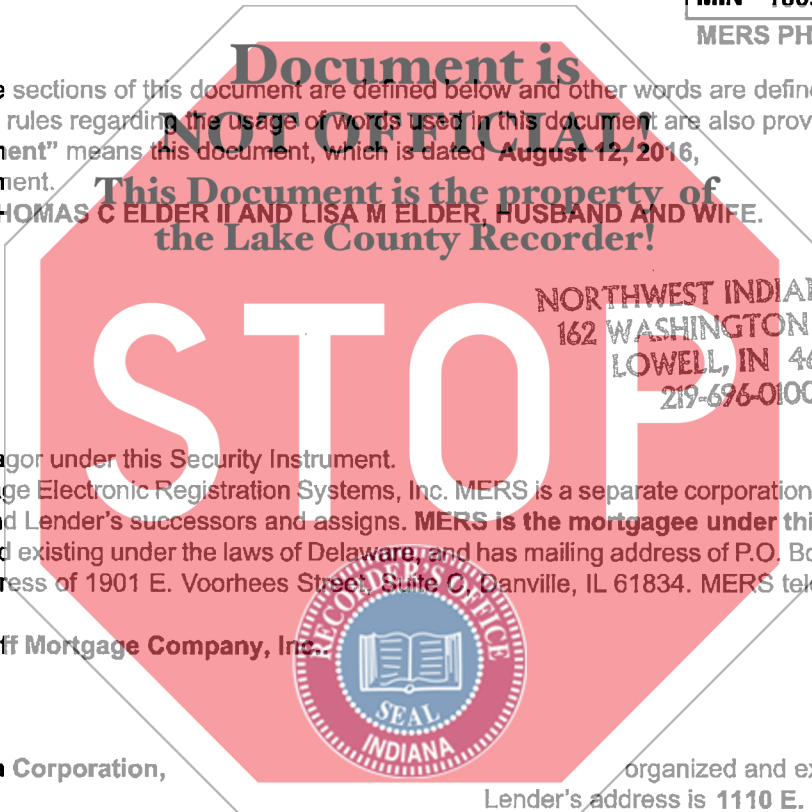 MIN
MERS PH
Document is
e sections of this document are defined below and other words are define
rules regarding the usage of words used in this document are also prov
NOT OFFICIAL!
ment" means this document, which is dated August 12, 2016,
ment.
This Document is the property of
HOMAS C ELDER II AND LISA M ELDER, HUSBAND AND WIFE.
the Lake County Recorder!
NORTHWEST INDIAN
162 WASHINGTON
LOWELL, IN 46
219-696-0100
STOP
agor under this Security Instrument.
ge Electronic Registration Systems, Inc. MERS is a separate corporation
d Lender's successors and assigns. MERS is the mortgagee under thi
d existing under the laws of Delaware, and has mailing address of P.O. Bo
ress of 1901 E. Voorhees Street, Suite C, Danville, IL 61834. MERS tele
RECORDER'S OFFICE
ff Mortgage Company, Inc..
SEAL
INDIANA
n Corporation,
organized and ex
Lender's address is 1110 E.